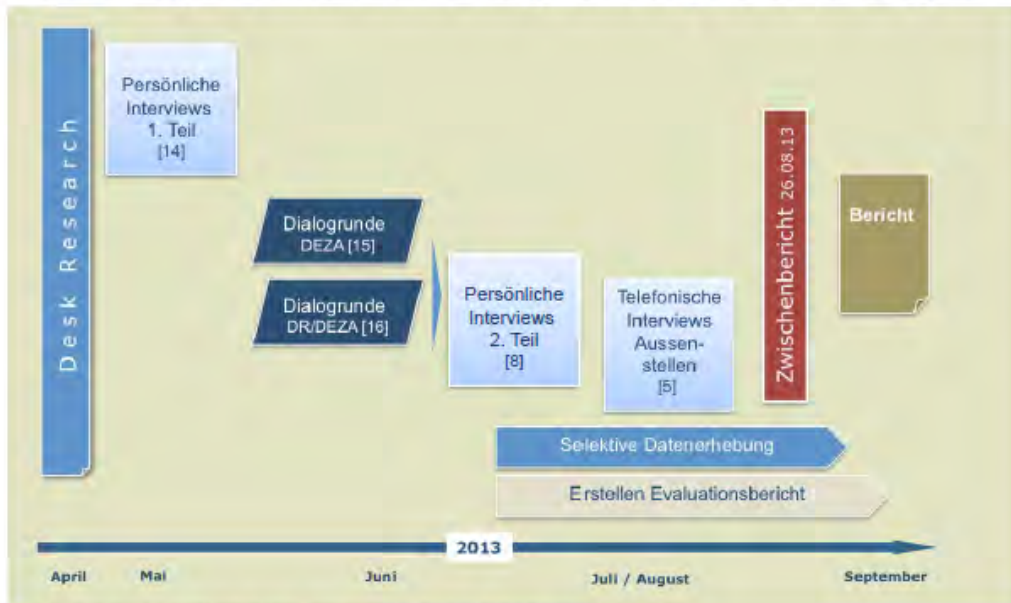 Desk Research
Persönliche
Interviews
1. Teil
[14]
Dialogrunde
DEZA [15]
Dialogrunde
DR/DEZA [16]
Persönliche
Interviews
2. Teil
[8]
Telefonische
Interviews
Aussen-
stellen
[5]
Zwischenbericht 26.08.13
Bericht
Selektive Datenerhebung
Erstellen Evaluationsbericht
2013
April
Mai
Juni
Juli / August
September